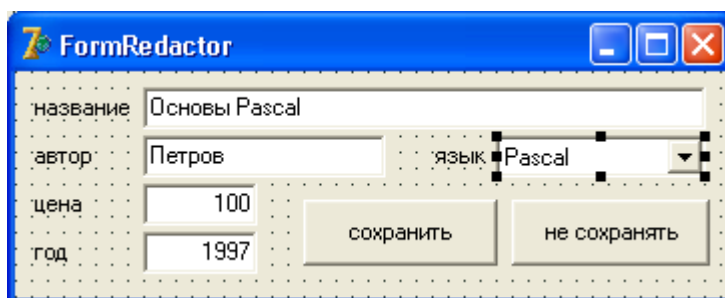 FormRedactor
название Основы Pascal
автор Петров язык Pascal
цена 100
сохранить не сохранять
год 1997